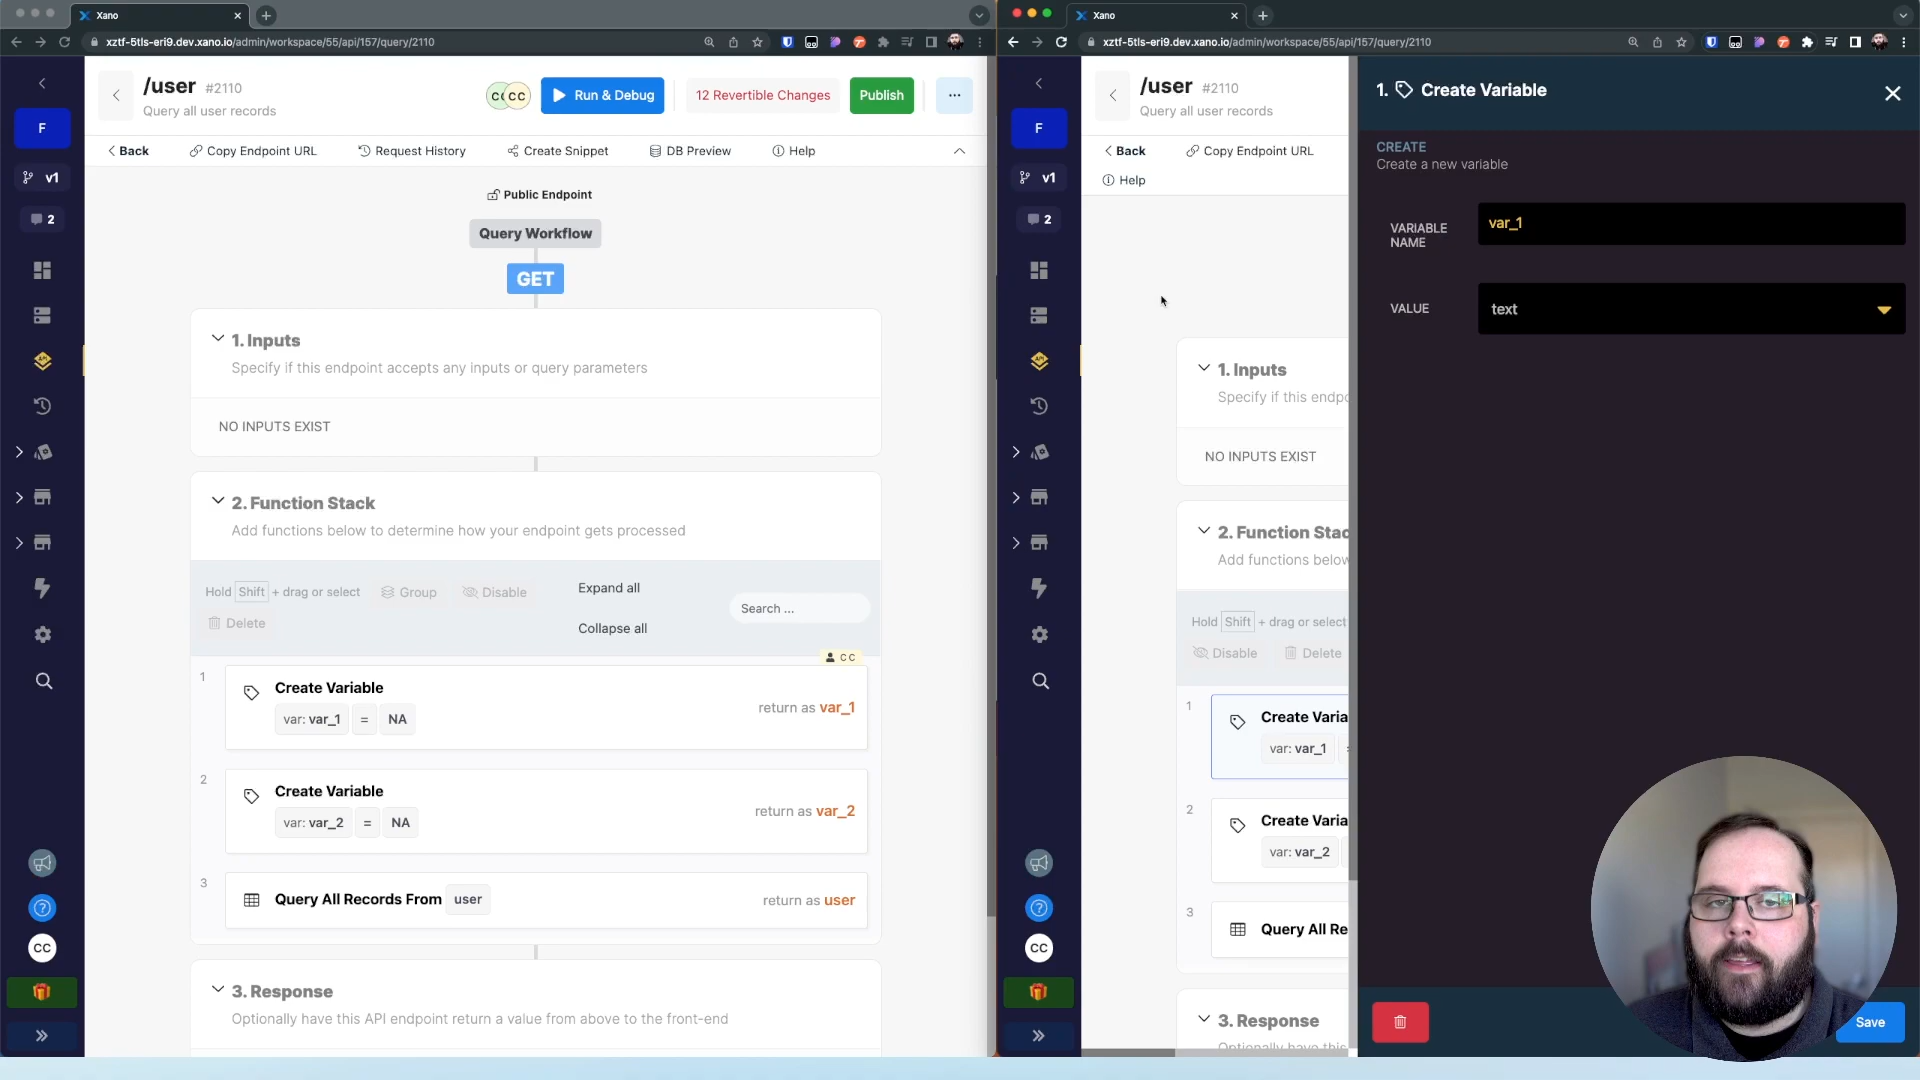 Xano
xztf-5tls-eri9.dev.xano.io/admin/workspace/55/api/157/query/2110
F
v1
2
CC
/user #2110
Query all user records
CC
Run & Debug
12 Revertible Changes
Publish
...
Back
Copy Endpoint URL
Request History
Create Snippet
DB Preview
Help
Public Endpoint
Query Workflow
GET
1. Inputs
Specify if this endpoint accepts any inputs or query parameters
NO INPUTS EXIST
2. Function Stack
Add functions below to determine how your endpoint gets processed
Hold Shift + drag or select
Group
Disable
Delete
Expand all
Collapse all
Search ...
CC
1
Create Variable
var: var_1 = NA
return as var_1
2
Create Variable
var: var_2 = NA
return as var_2
3
Query All Records From user
return as user
3. Response
Optionally have this API endpoint return a value from above to the front-end
Xano
xztf-5tls-eri9.dev.xano.io/admin/workspace/55/api/157/query/2110
F
v1
2
CC
/user #2110
Query all user records
Back
Copy Endpoint URL
Help
1. Inputs
Specify if this endpo
NO INPUTS EXIST
2. Function Stac
Add functions below
Hold Shift + drag or select
Disable
Delete
1
Create Varia
var: var_1
2
Create Varia
var: var_2
3
Query All Re
3. Response
Optionally have this
1. Create Variable
CREATE
Create a new variable
VARIABLE
NAME
var_1
VALUE
text
Save